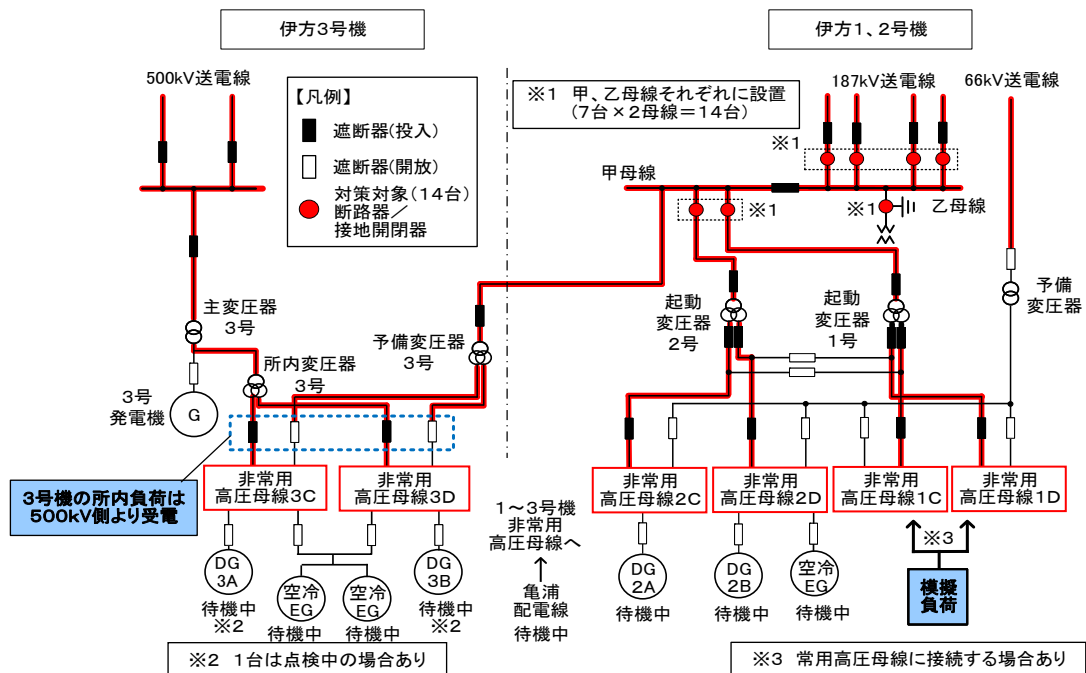 伊方3号機
伊方1、2号機
500kV送電線
【凡例】
遮断器(投入)
遮断器(開放)
対策対象(14台)
断路器/
接地開閉器
※1 甲、乙母線それぞれに設置
(7台×2母線=14台)
187kV送電線
66kV送電線
※1
甲母線
※1
※1
乙母線
主変圧器
3号
予備変圧器
3号
所内変圧器
3号
起動
変圧器
2号
起動
変圧器
1号
予備
変圧器
3号
発電機
G
3号機の所内負荷は
500kV側より受電
非常用
高圧母線3C
非常用
高圧母線3D
非常用
高圧母線2C
非常用
高圧母線2D
非常用
高圧母線1C
非常用
高圧母線1D
1~3号機
非常用
高圧母線へ
亀浦
配電線
待機中
DG
3A
待機中
※2
空冷
EG
待機中
空冷
EG
待機中
DG
3B
待機中
※2
DG
2A
待機中
DG
2B
待機中
空冷
EG
待機中
※3
模擬
負荷
※2 1台は点検中の場合あり
※3 常用高圧母線に接続する場合あり